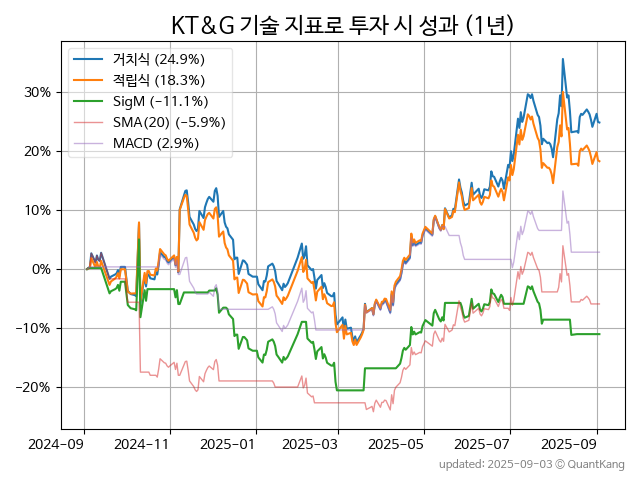 KT&G 기술 지표로 투자 시 성과 (1년)
거치식 (24.9%)
적립식 (18.3%)
SigM (−11.1%)
SMA(20) (−5.9%)
MACD (2.9%)
30%
20%
10%
0%
−10%
−20%
2024-09
2024-11
2025-01
2025-03
2025-05
2025-07
2025-09
updated: 2025-09-03 © QuantKang